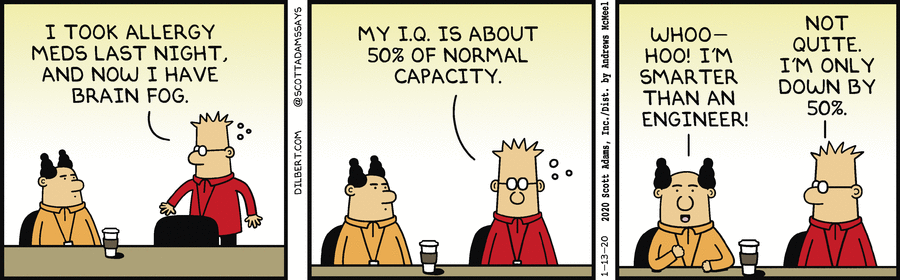 I TOOK ALLERGY
MEDS LAST NIGHT,
AND NOW I HAVE
BRAIN FOG.
DILBERT.COM @SCOTTADAMSSAYS
MY I.Q. IS ABOUT
50% OF NORMAL
CAPACITY.
1-13-20 2020 Scott Adams, Inc./Dist. by Andrews McMeel
WHOO-
HOO! I'M
SMARTER
THAN AN
ENGINEER!
NOT
QUITE.
I'M ONLY
DOWN BY
50%.